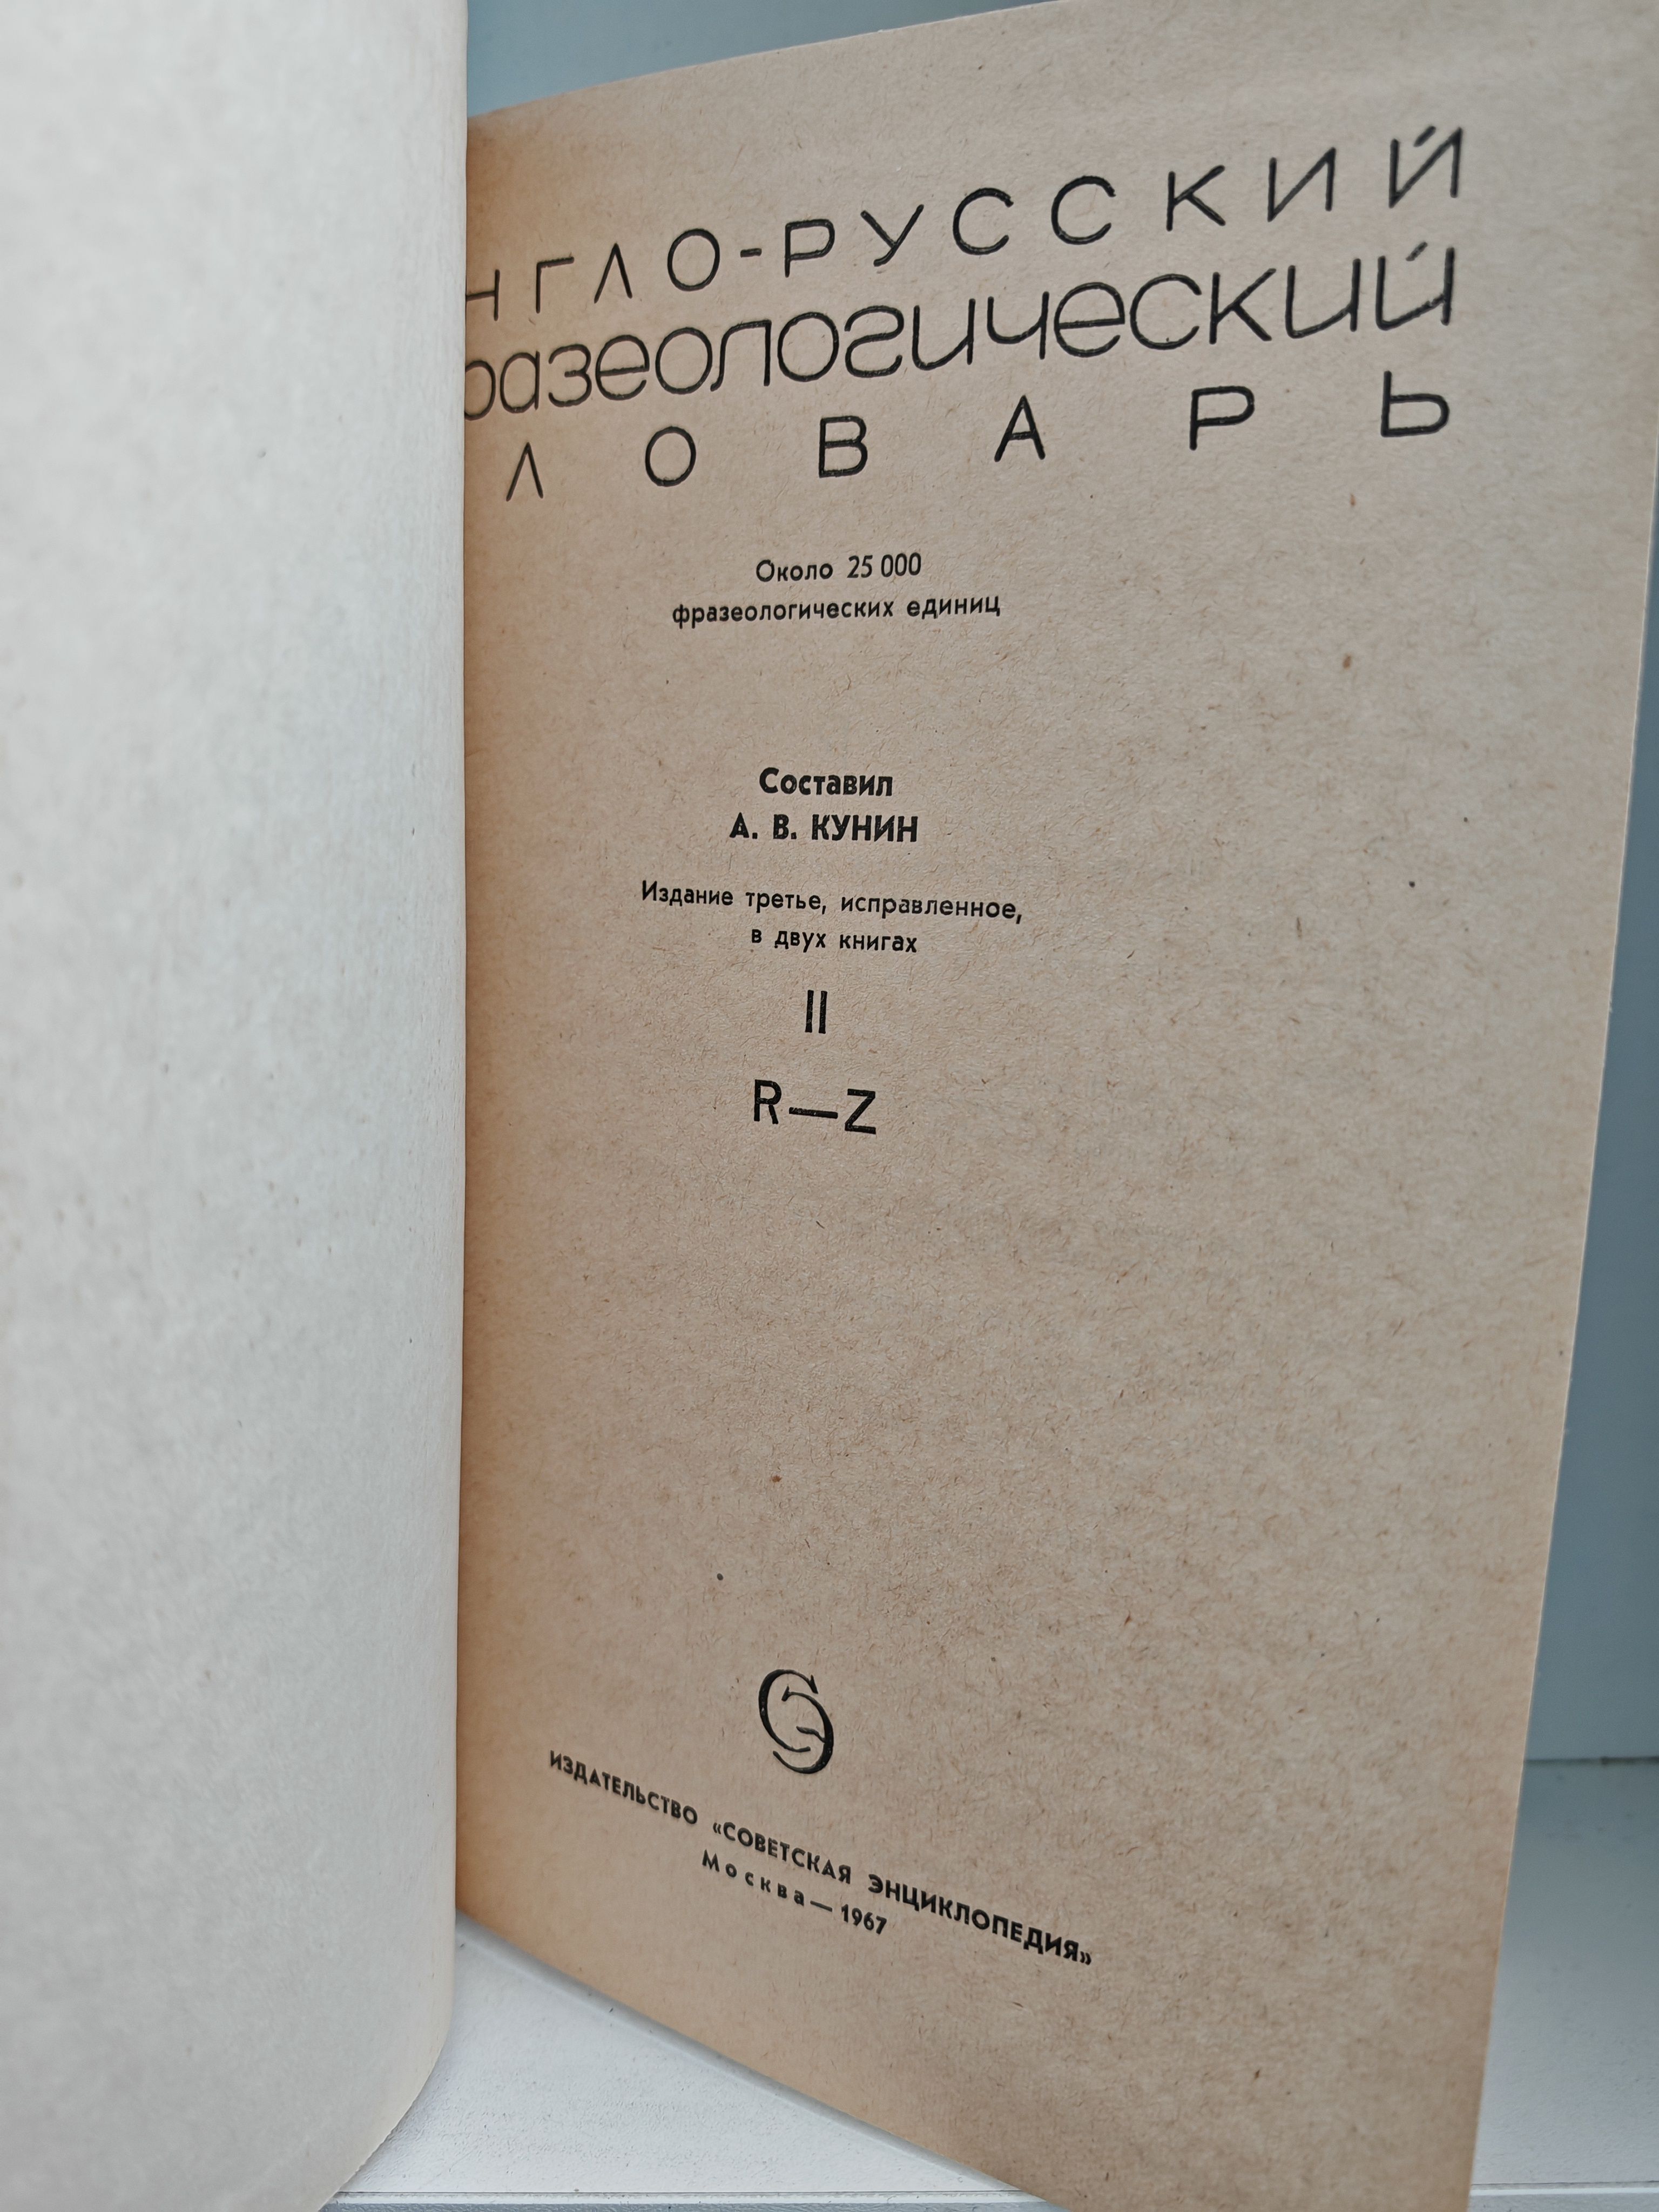 НГЛО-РУССКИЙ
разеологический
ЛОВАРЬ
Около 25 000
фразеологических единиц
Составил
А. В. КУНИН
Издание третье, исправленное,
в двух книгах
II
R—Z
ИЗДАТЕЛЬСТВО «СОВЕТСКАЯ ЭНЦИКЛОПЕДИЯ»
Москва — 1967